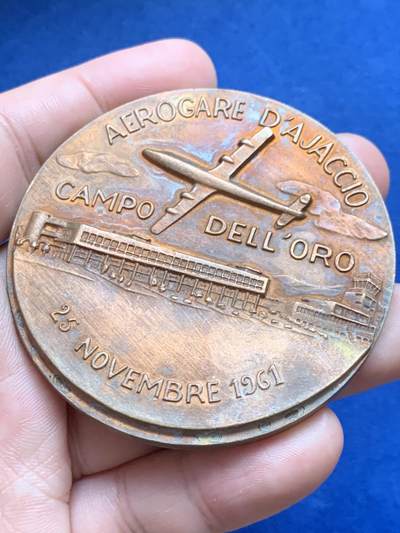 AEROGARE D'AJACCIO
CAMPO DELL'ORO
25 NOVEMBRE 1961